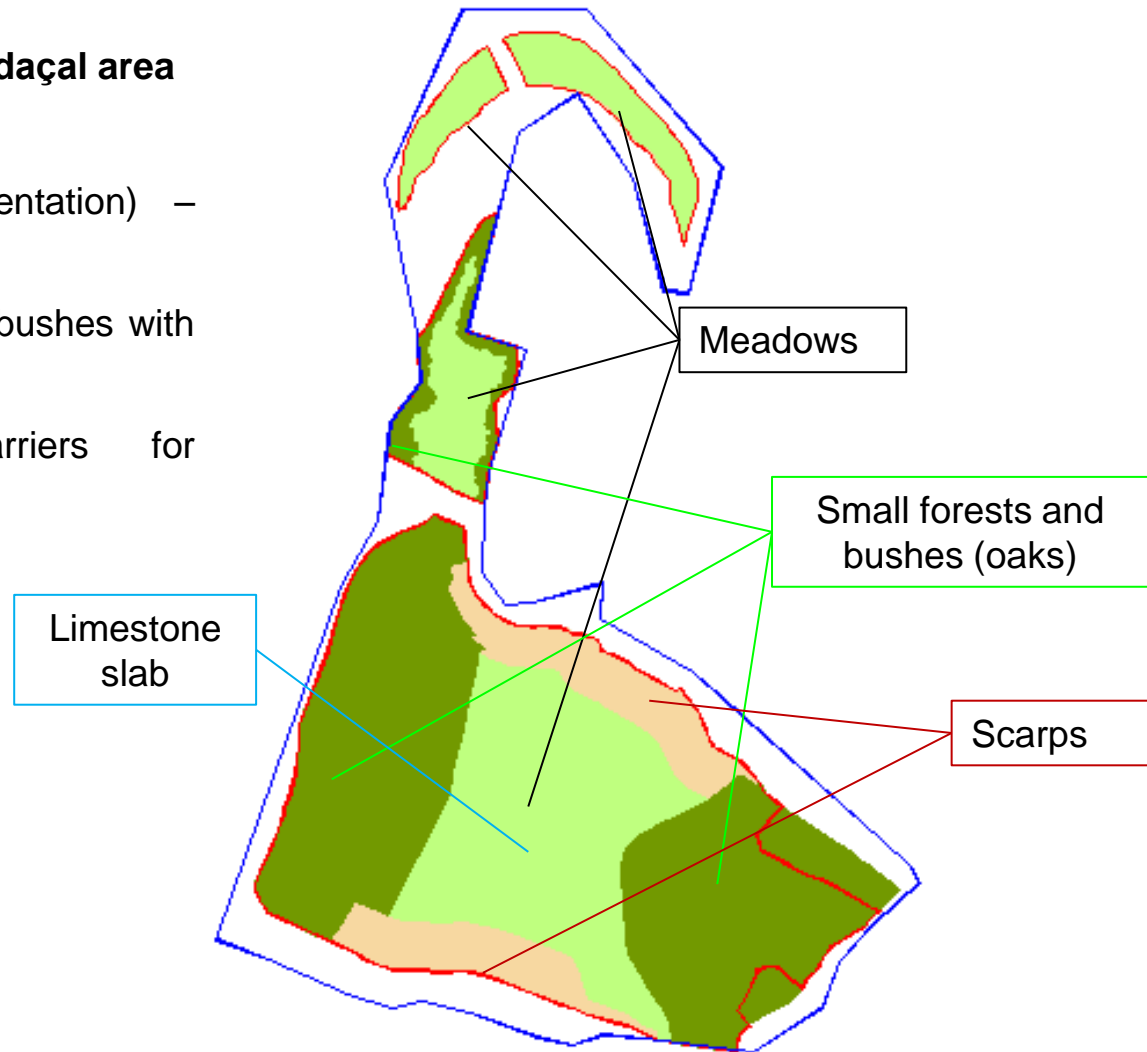 daçal area
entation) –
bushes with
arriers for
Meadows
Small forests and
bushes (oaks)
Limestone
slab
Scarps